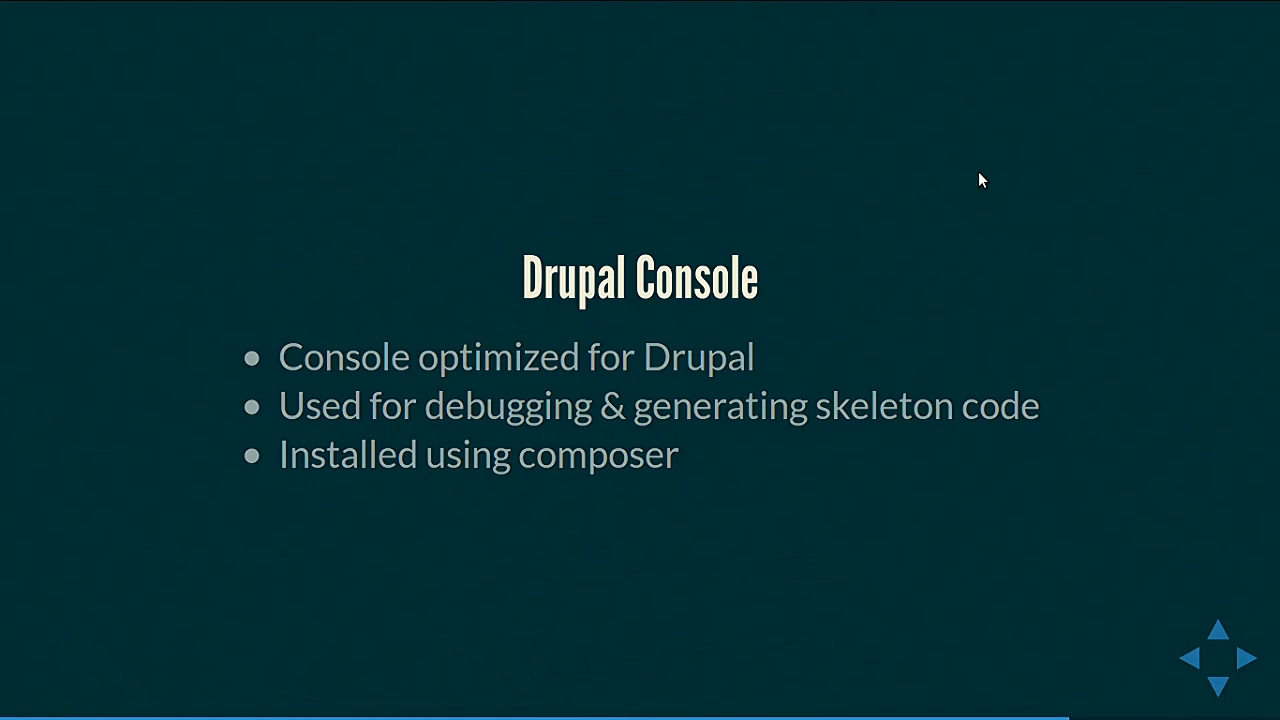 Drupal Console
Console optimized for Drupal
Used for debugging & generating skeleton code
Installed using composer